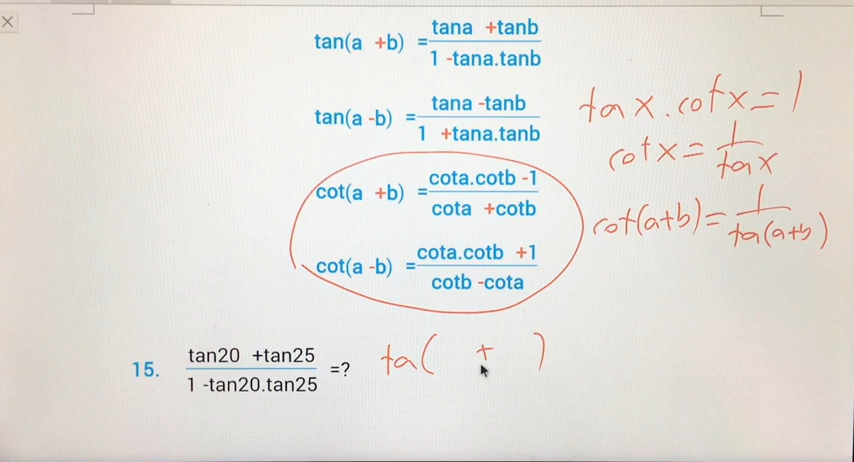 tan(a +b) = tana +tanb / 1 -tana.tanb
tan(a -b) = tana -tanb / 1 +tana.tanb
tax.cotx=1
cotx = 1/tax
cot(a +b) = cota.cotb -1 / cota +cotb
cot(a+b)= 1/ta(a+b)
cot(a -b) = cota.cotb +1 / cotb -cota
15. tan20 +tan25 / 1 -tan20.tan25 =? ta( + )